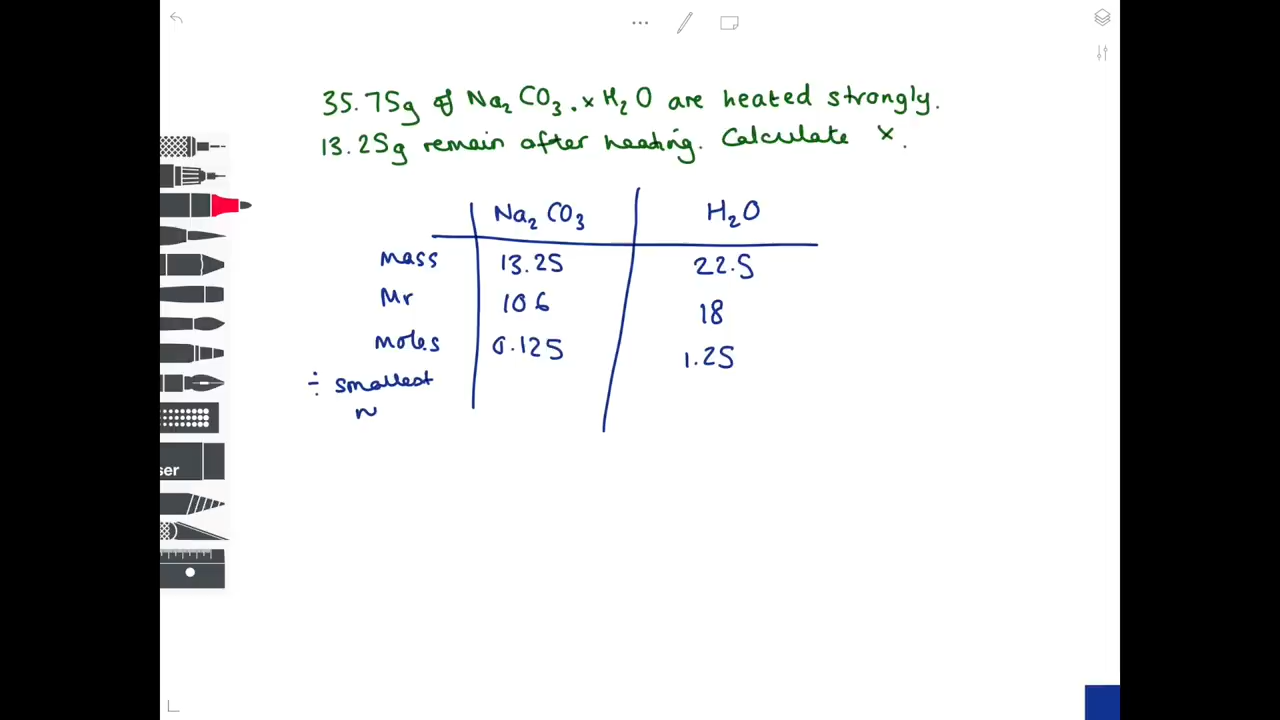 35.75g of Na2CO3.xH2O are heated strongly.
13.25g remain after heating. Calculate x.
Na2CO3 H2O
mass 13.25 22.5
Mr 106 18
moles 0.125 1.25
÷ smallest
n
ser